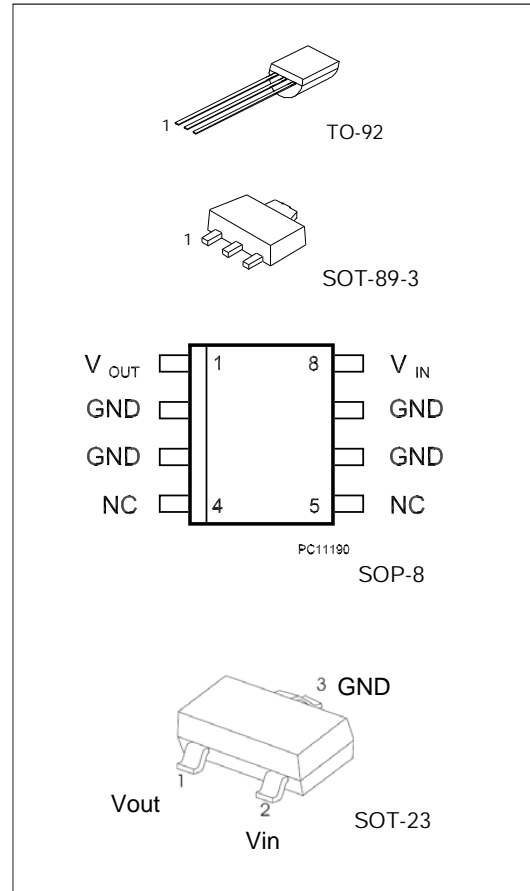 1
TO-92
1
SOT-89-3
V OUT 1 8 V IN
GND GND
GND GND
NC 4 5 NC
PC11190
SOP-8
3 GND
1
Vout
2
Vin
SOT-23